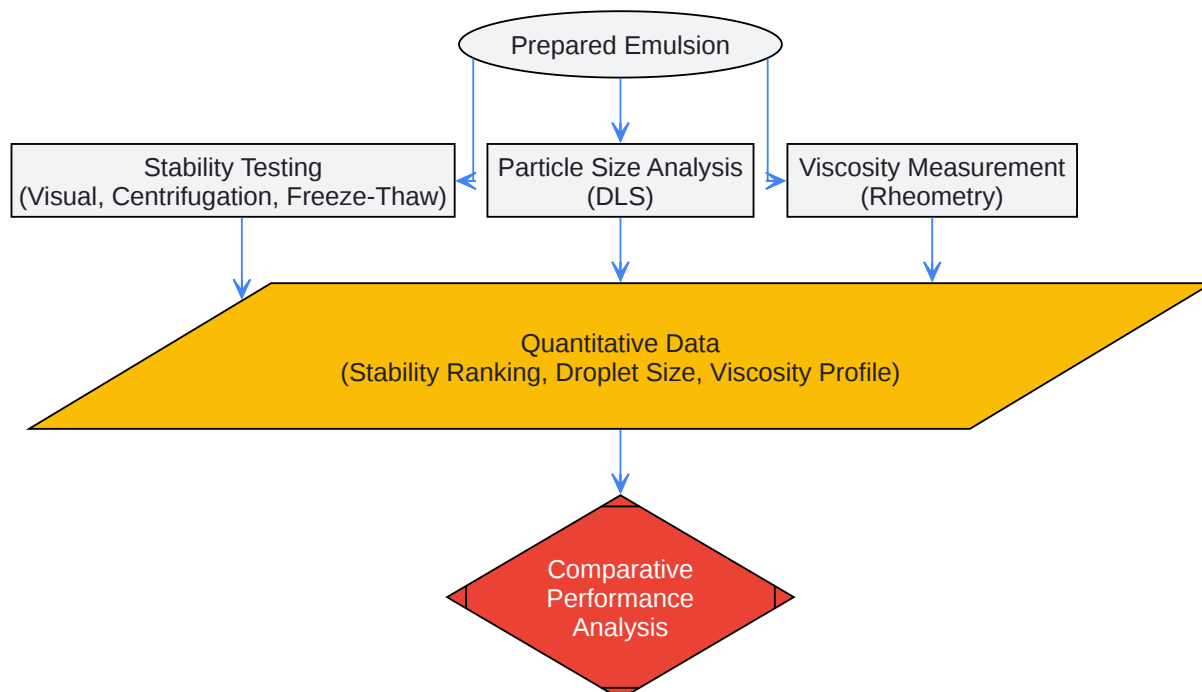 Prepared Emulsion
Stability Testing
(Visual, Centrifugation, Freeze-Thaw)
Particle Size Analysis
(DLS)
Viscosity Measurement
(Rheometry)
Quantitative Data
(Stability Ranking, Droplet Size, Viscosity Profile)
Comparative
Performance
Analysis